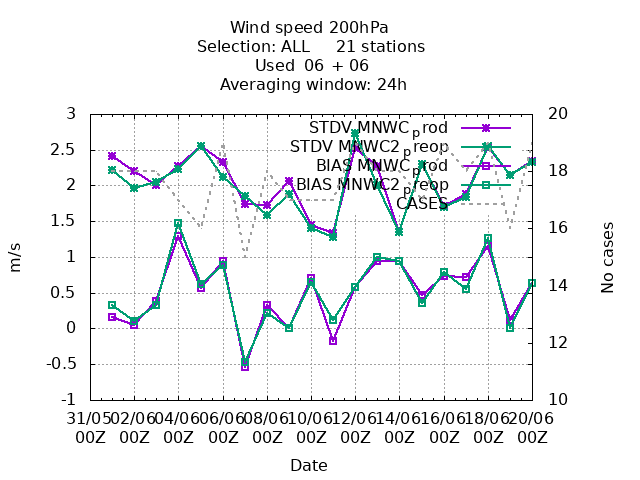 Wind speed 200hPa
Selection: ALL 21 stations
Used 06 + 06
Averaging window: 24h
3
2.5
2
1.5
1
0.5
0
-0.5
-1
m/s
20
18
16
14
12
10
No cases
STDV MNWC_prod
STDV MNWC2_preop
BIAS MNWC_prod
BIAS MNWC2_preop
CASES
31/05 02/06 04/06 06/06 08/06 10/06 12/06 14/06 16/06 18/06 20/06
00Z 00Z 00Z 00Z 00Z 00Z 00Z 00Z 00Z 00Z 00Z
Date